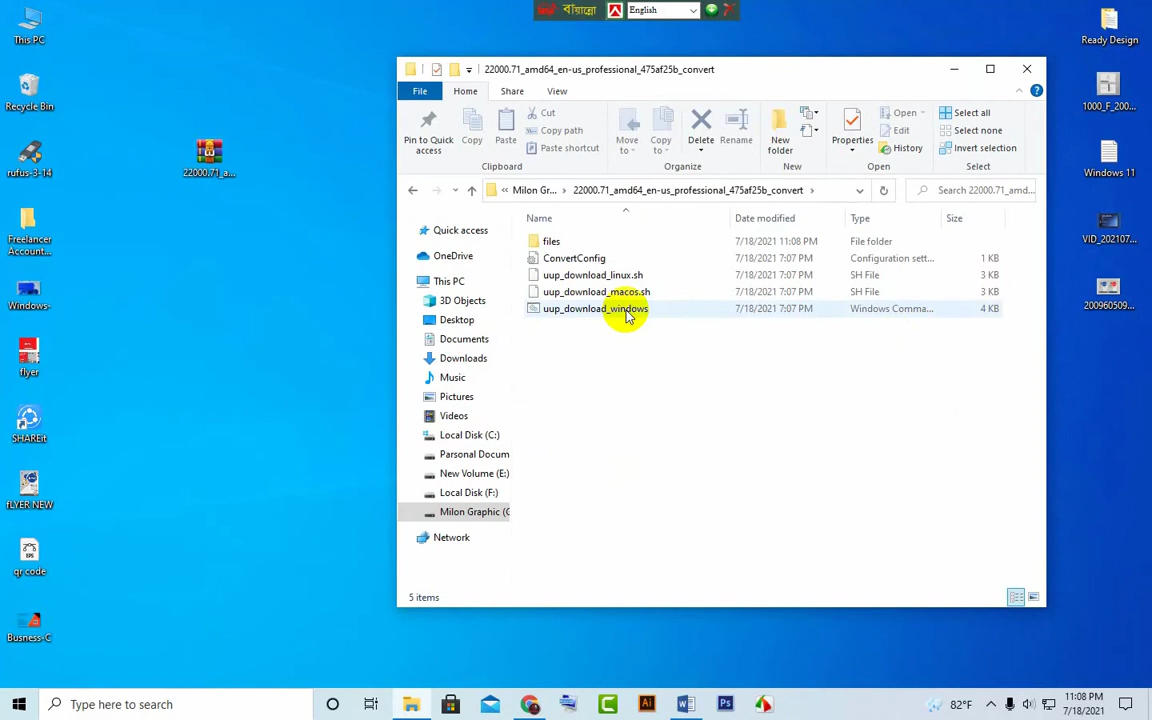 বায়ান্নো
English
This PC
Recycle Bin
rufus-3-14
Freelancer
Account...
Windows-
flyer
SHAREit
fLYER NEW
qr code
Busness-C
22000.71_a...
Ready Design
1000_F_200...
Windows 11
VID_202107...
200960509...
22000.71_amd64_en-us_professional_475af25b_convert
File
Home
Share
View
Pin to Quick
access
Copy
Paste
Cut
Copy path
Paste shortcut
Clipboard
Move
to
Copy
to
Delete
Rename
Organize
New
folder
New
Properties
Open
Edit
History
Open
Select all
Select none
Invert selection
Select
« Milon Gr... › 22000.71_amd64_en-us_professional_475af25b_convert ›
Search 22000.71_amd...
Quick access
OneDrive
This PC
3D Objects
Desktop
Documents
Downloads
Music
Pictures
Videos
Local Disk (C:)
Parsonal Docum
New Volume (E:)
Local Disk (F:)
Milon Graphic (G
Network
Name Date modified Type Size
files 7/18/2021 11:08 PM File folder
ConvertConfig 7/18/2021 7:07 PM Configuration sett... 1 KB
uup_download_linux.sh 7/18/2021 7:07 PM SH File 3 KB
uup_download_macos.sh 7/18/2021 7:07 PM SH File 3 KB
uup_download_windows 7/18/2021 7:07 PM Windows Comma... 4 KB
5 items
Type here to search
82°F
11:08 PM
7/18/2021